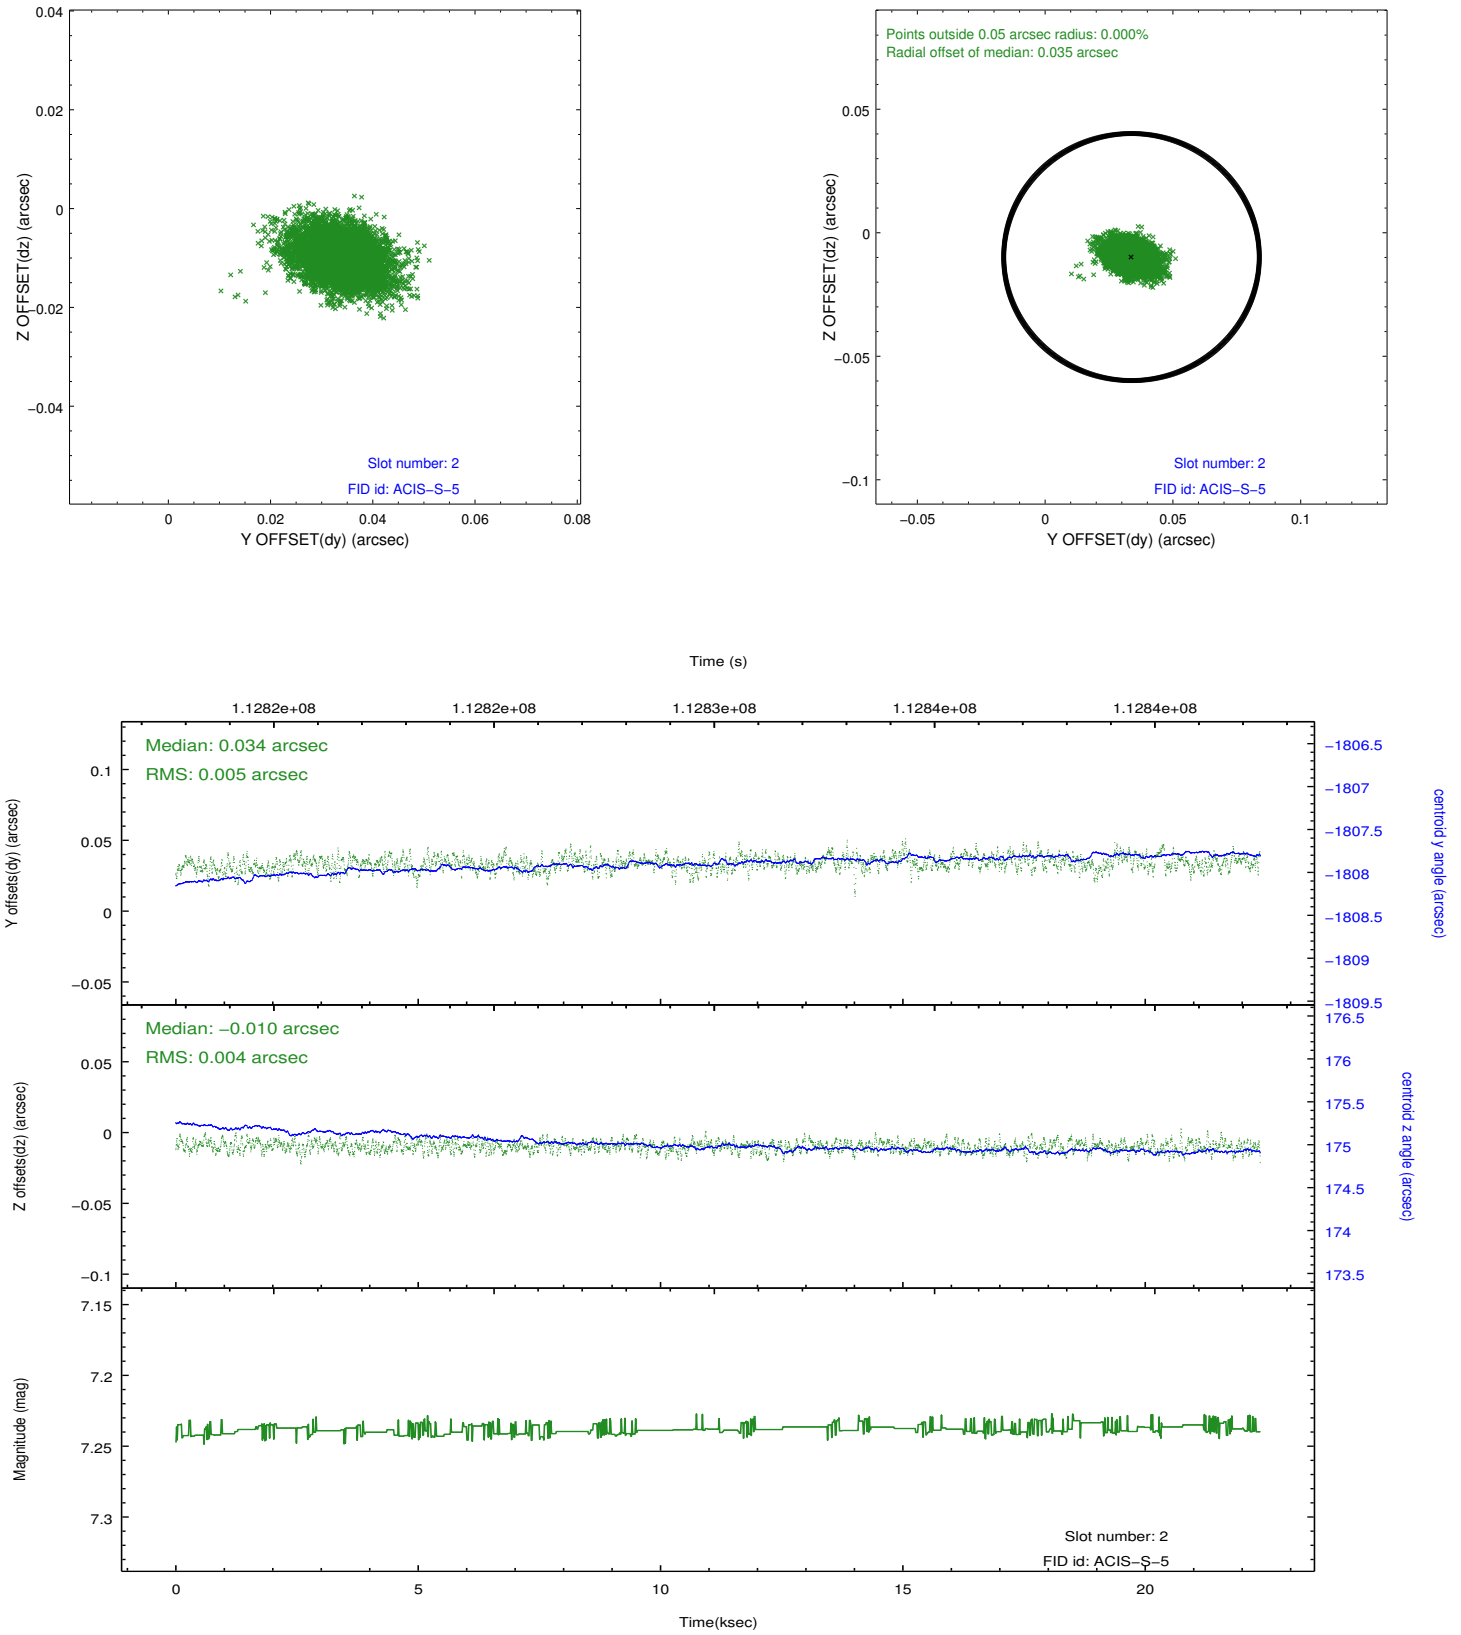 0.04
0.02
0
−0.02
−0.04
Z OFFSET(dz) (arcsec)
Slot number: 2
FID id: ACIS−S−5
0
0.02
0.04
0.06
0.08
Y OFFSET(dy) (arcsec)
Points outside 0.05 arcsec radius: 0.000%
Radial offset of median: 0.035 arcsec
0.05
0
−0.05
−0.1
Z OFFSET(dz) (arcsec)
Slot number: 2
FID id: ACIS−S−5
−0.05
0
0.05
0.1
Y OFFSET(dy) (arcsec)
Time (s)
1.1282e+08
1.1282e+08
1.1283e+08
1.1284e+08
1.1284e+08
Median: 0.034 arcsec
RMS: 0.005 arcsec
0.1
0.05
0
−0.05
Y offsets(dy) (arcsec)
−1806.5
−1807
−1807.5
−1808
−1808.5
−1809
−1809.5
centroid y angle (arcsec)
Median: −0.010 arcsec
RMS: 0.004 arcsec
0.05
0
−0.05
−0.1
Z offsets(dz) (arcsec)
176.5
176
175.5
175
174.5
174
173.5
centroid z angle (arcsec)
7.15
7.2
7.25
7.3
Magnitude (mag)
Slot number: 2
FID id: ACIS−S−5
0
5
10
15
20
Time(ksec)